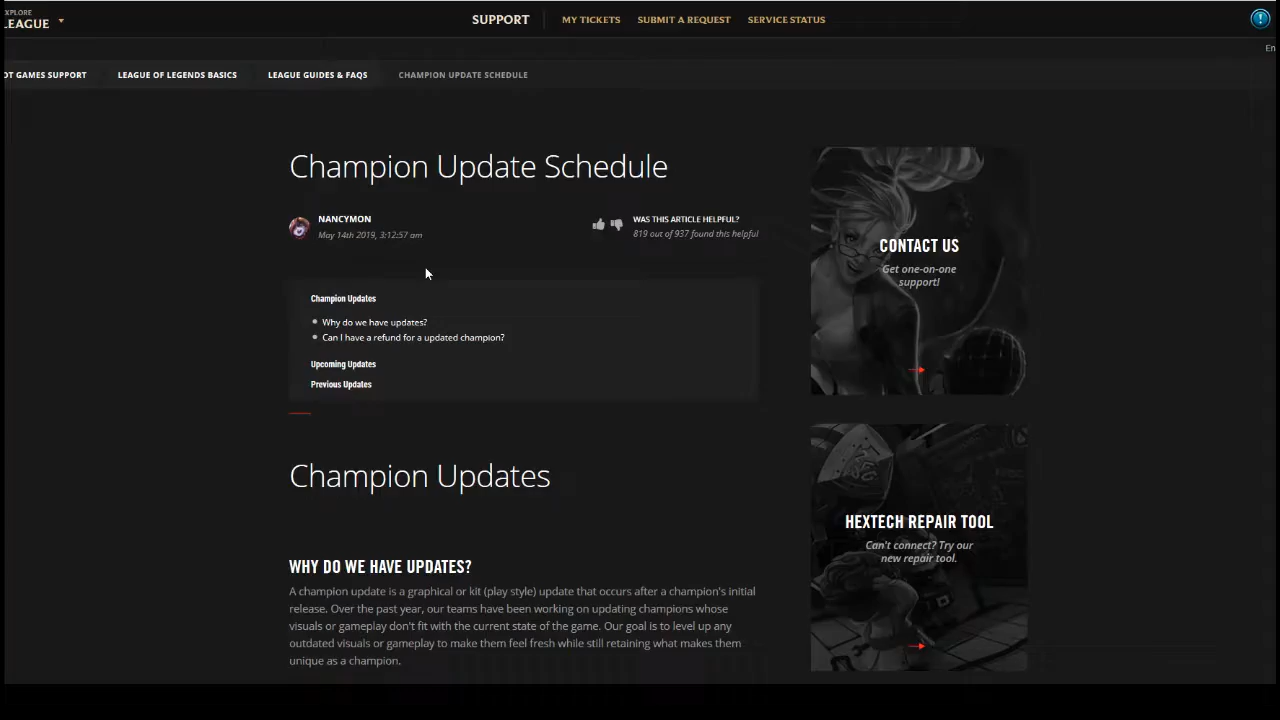 EXPLORE
LEAGUE
SUPPORT
MY TICKETS
SUBMIT A REQUEST
SERVICE STATUS
En
OT GAMES SUPPORT
LEAGUE OF LEGENDS BASICS
LEAGUE GUIDES & FAQS
CHAMPION UPDATE SCHEDULE
Champion Update Schedule
NANCYMON
May 14th 2019, 3:12:57 am
WAS THIS ARTICLE HELPFUL?
819 out of 937 found this helpful
Champion Updates
Why do we have updates?
Can I have a refund for a updated champion?
Upcoming Updates
Previous Updates
Champion Updates
WHY DO WE HAVE UPDATES?
A champion update is a graphical or kit (play style) update that occurs after a champion's initial
release. Over the past year, our teams have been working on updating champions whose
visuals or gameplay don't fit with the current state of the game. Our goal is to level up any
outdated visuals or gameplay to make them feel fresh while still retaining what makes them
unique as a champion.
CONTACT US
Get one-on-one
support!
HEXTECH REPAIR TOOL
Can't connect? Try our
new repair tool.